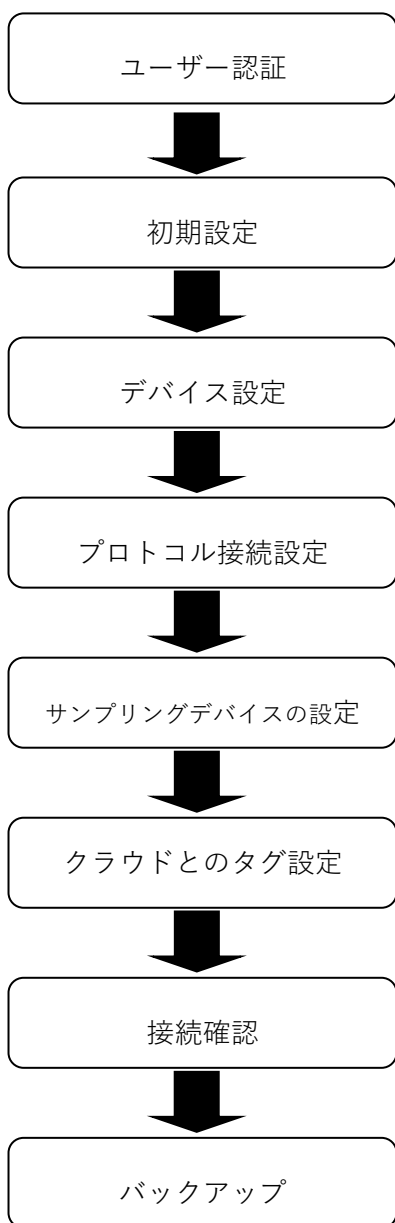 ユーザー認証
初期設定
デバイス設定
プロトコル接続設定
サンプリングデバイスの設定
クラウドとのタグ設定
接続確認
バックアップ